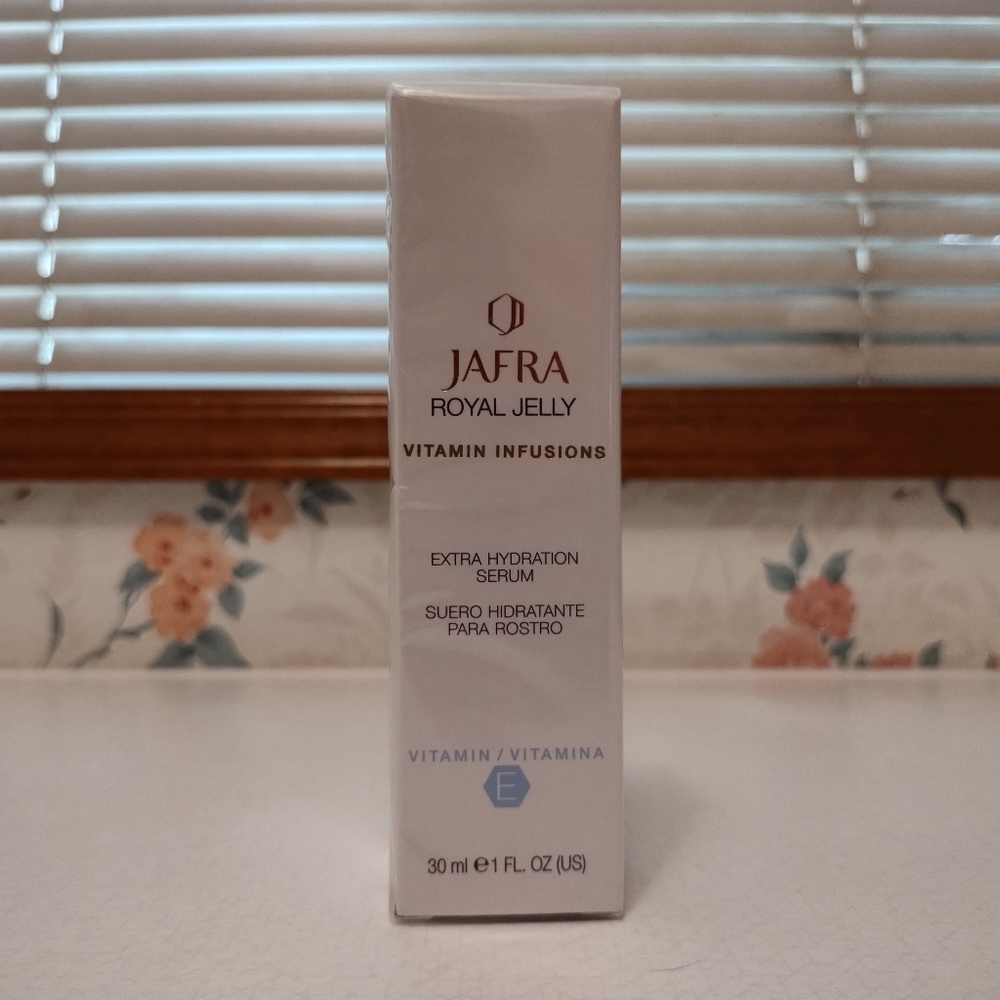 JAFRA
ROYAL JELLY
VITAMIN INFUSIONS
EXTRA HYDRATION
SERUM
SUERO HIDRATANTE
PARA ROSTRO
VITAMIN / VITAMINA
E
30 ml ℮ 1 FL. OZ (US)